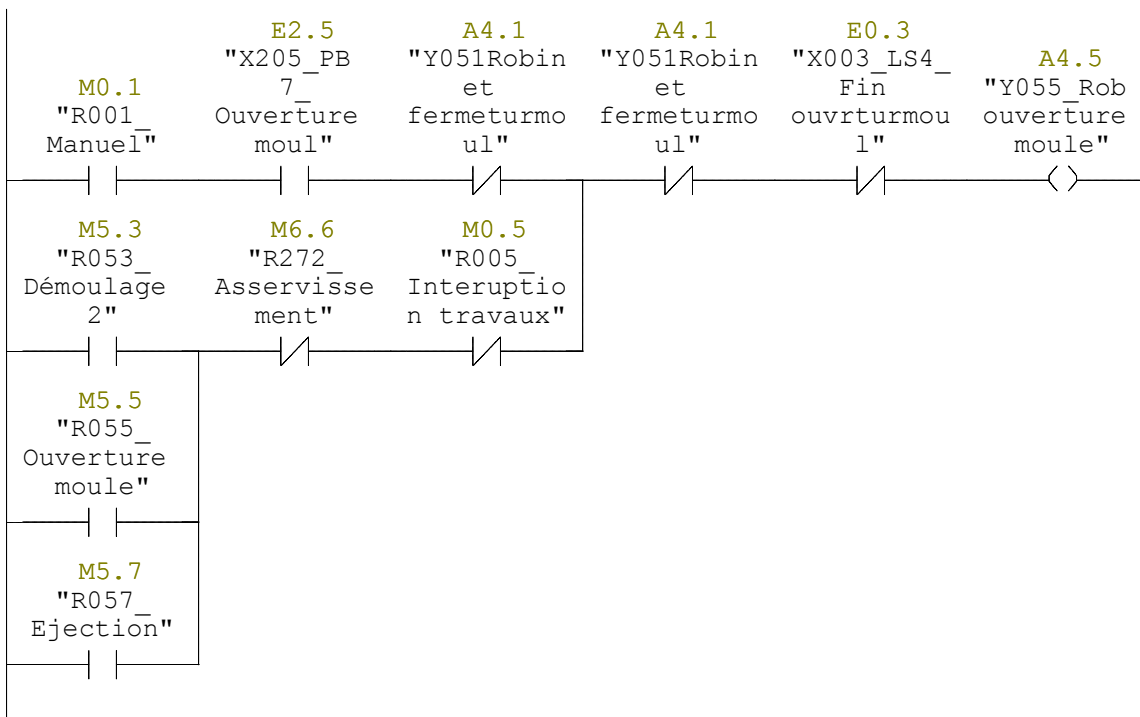 E2.5 A4.1 A4.1 E0.3
"X205_PB "Y051Robin "Y051Robin "X003_LS4_ A4.5
M0.1 7_ et et Fin "Y055_Rob
"R001_ Ouverture fermeturmo fermeturmo ouvrturmou ouverture
Manuel" moul" ul" ul" l" moule"
M5.3 M6.6 M0.5
"R053_ "R272_ "R005_
Démoulage Asservisse Interuptio
2" ment" n travaux"
M5.5
"R055_
Ouverture
moule"
M5.7
"R057_
Ejection"